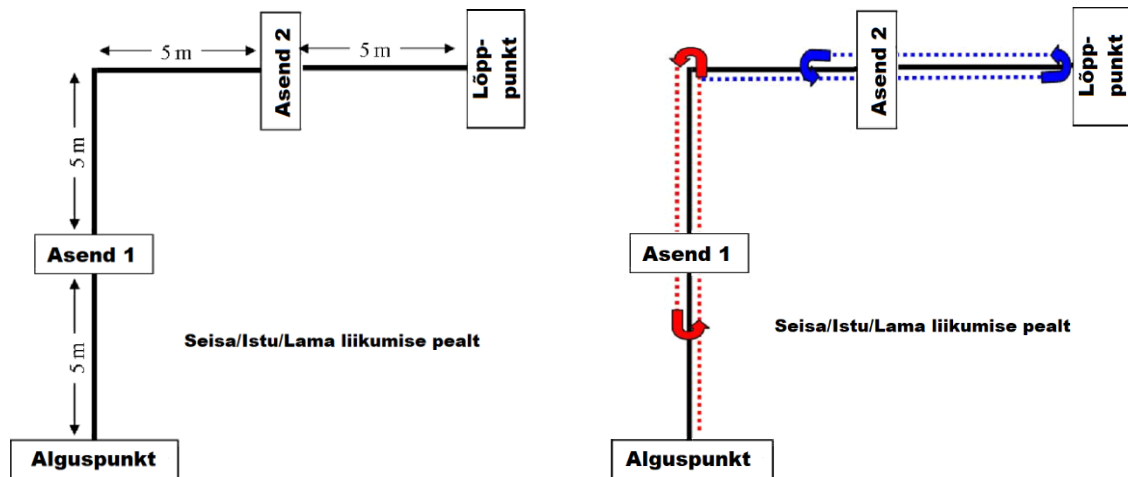 5 m
Asend 2
5 m
Lõpp-
punkt
5 m
Asend 1
5 m
Seisa/Istu/Lama liikumise pealt
Alguspunkt
Asend 2
Lõpp-
punkt
Asend 1
Seisa/Istu/Lama liikumise pealt
Alguspunkt